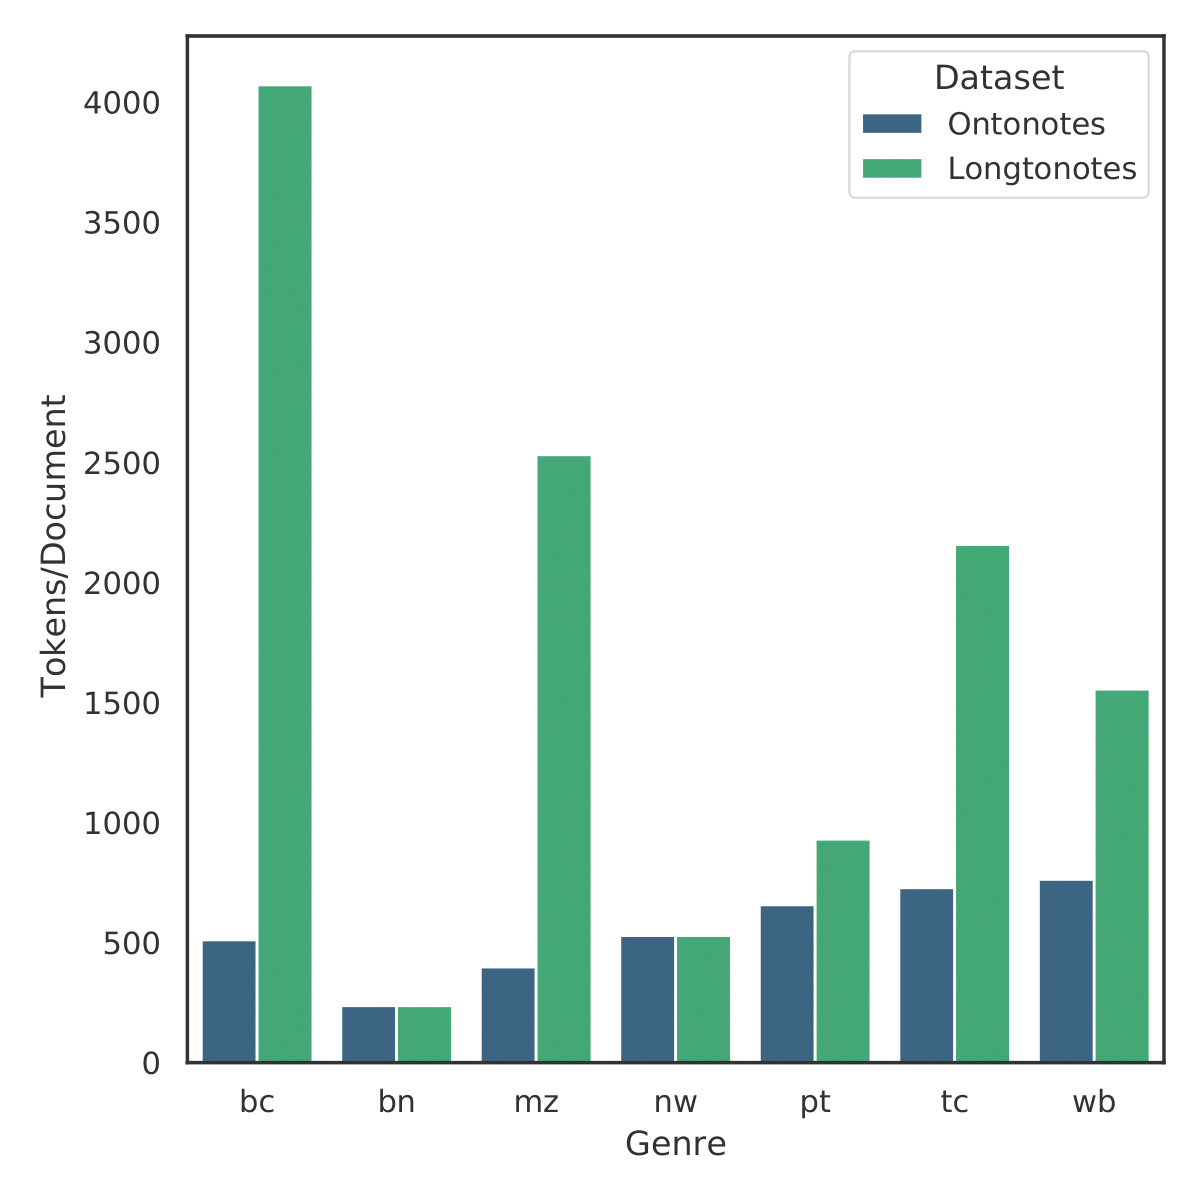 Dataset
Ontonotes
Longtonotes
4000
3500
3000
2500
2000
1500
1000
500
0
Tokens/Document
bc bn mz nw pt tc wb
Genre